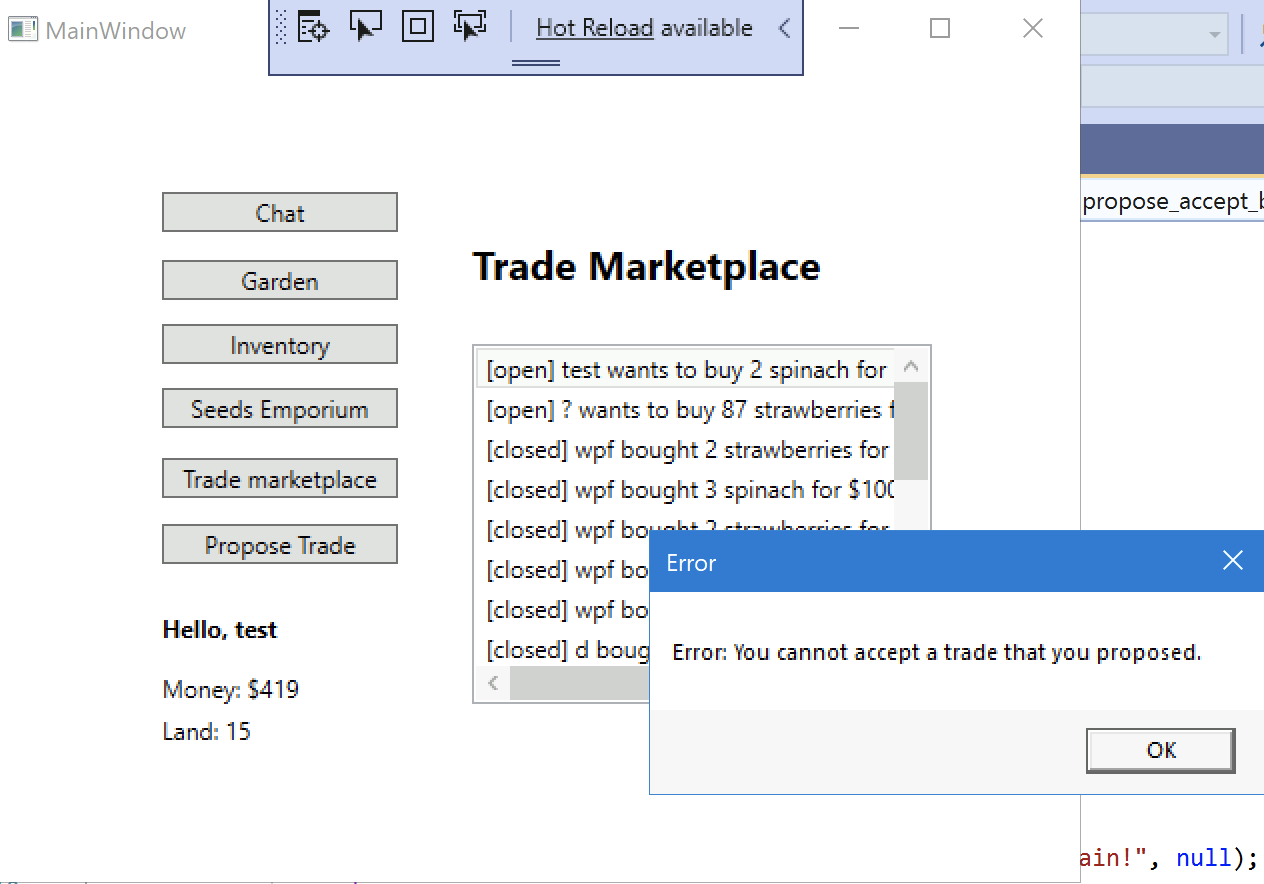 MainWindow
Hot Reload available
propose_accept_b
Chat
Garden
Inventory
Seeds Emporium
Trade marketplace
Propose Trade
Hello, test
Money: $419
Land: 15
Trade Marketplace
[open] test wants to buy 2 spinach for
[open] ? wants to buy 87 strawberries f
[closed] wpf bought 2 strawberries for
[closed] wpf bought 3 spinach for $100
[closed] wpf bought 2 strawberries for
[closed] wpf bo
[closed] wpf bo
[closed] d boug
Error
Error: You cannot accept a trade that you proposed.
OK
ain!", null);